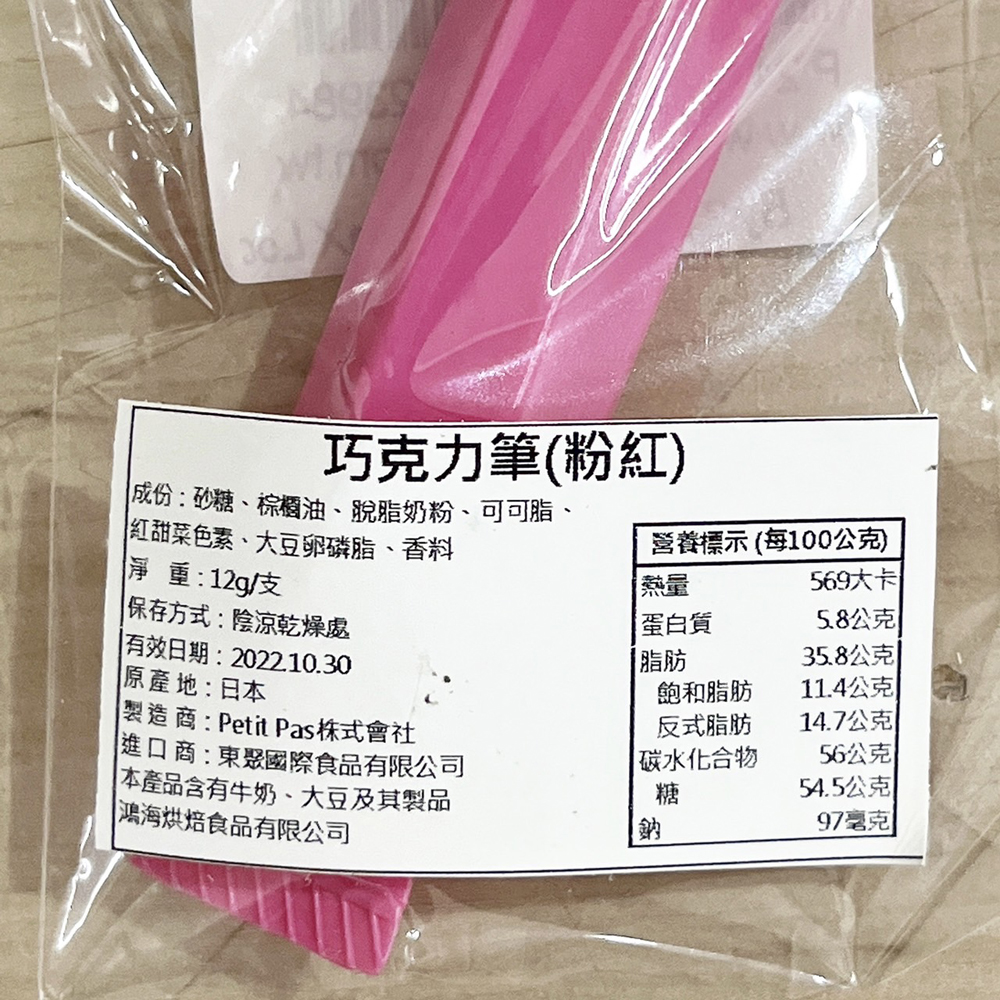 巧克力筆(粉紅)
成份：砂糖、棕櫚油、脫脂奶粉、可可脂、
紅甜菜色素、大豆卵磷脂、香料
淨 重：12g/支
保存方式：陰涼乾燥處
有效日期：2022.10.30
原產地：日本
製造商：Petit Pas株式會社
進口商：東聚國際食品有限公司
本產品含有牛奶、大豆及其製品
鴻海烘焙食品有限公司
營養標示 (每100公克)
熱量 569大卡
蛋白質 5.8公克
脂肪 35.8公克
飽和脂肪 11.4公克
反式脂肪 14.7公克
碳水化合物 56公克
糖 54.5公克
鈉 97毫克